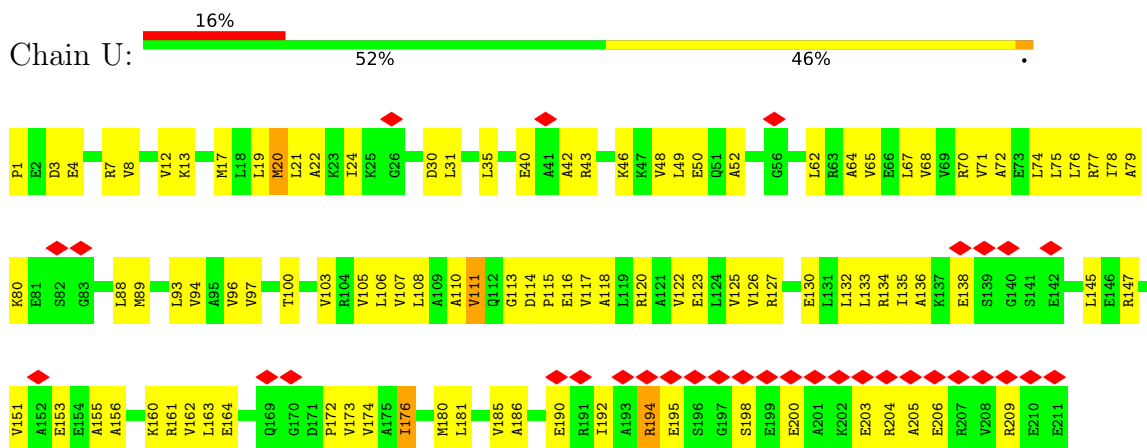 16%
Chain U:
52% 46% •
P1 E2 D3 E4 R7 V8 V12 K13 M17 L18 L19 M20 L21 A22 K23 I24 K25 G26 D30 L31 L35 E40 A41 A42 R43 K46 K47 V48 L49 E50 Q51 A52 G56 L62 R63 A64 V65 E66 L67 V68 V69 R70 V71 A72 E73 L74 L75 L76 R77 I78 A79
K80 E81 S82 G83 L88 M89 L93 V94 A95 V96 V97 T100 V103 R104 V105 L106 V107 L108 A109 A110 V111 Q112 G113 D114 P115 E116 V117 A118 L119 R120 A121 V122 E123 L124 V125 V126 R127 E130 L131 L132 L133 R134 I135 A136 K137 E138 S139 G140 S141 E142 L145 E146 R147
V151 A152 E153 E154 A155 A156 K160 R161 V162 L163 E164 Q169 G170 D171 P172 V173 V174 A175 I176 M180 L181 V185 A186 E190 R191 I192 A193 R194 E195 S196 G197 S198 E199 E200 A201 K202 E203 R204 A205 E206 R207 V208 R209 E210 E211